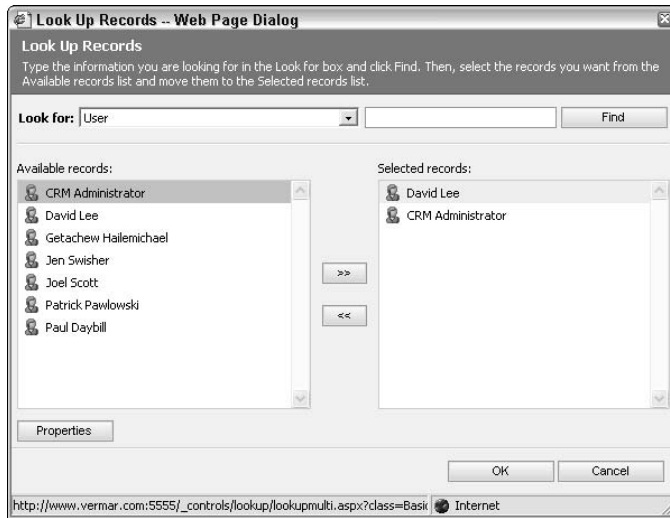 Look Up Records -- Web Page Dialog
Look Up Records
Type the information you are looking for in the Look for box and click Find. Then, select the records you want from the
Available records list and move them to the Selected records list.
Look for: User Find
Available records:
CRM Administrator
David Lee
Getachew Hailemichael
Jen Swisher
Joel Scott
Patrick Pawlowski
Paul Daybill
>>
<<
Selected records:
David Lee
CRM Administrator
Properties
OK Cancel
http://www.vermar.com:5555/_controls/lookup/lookupmulti.aspx?class=Basic Internet